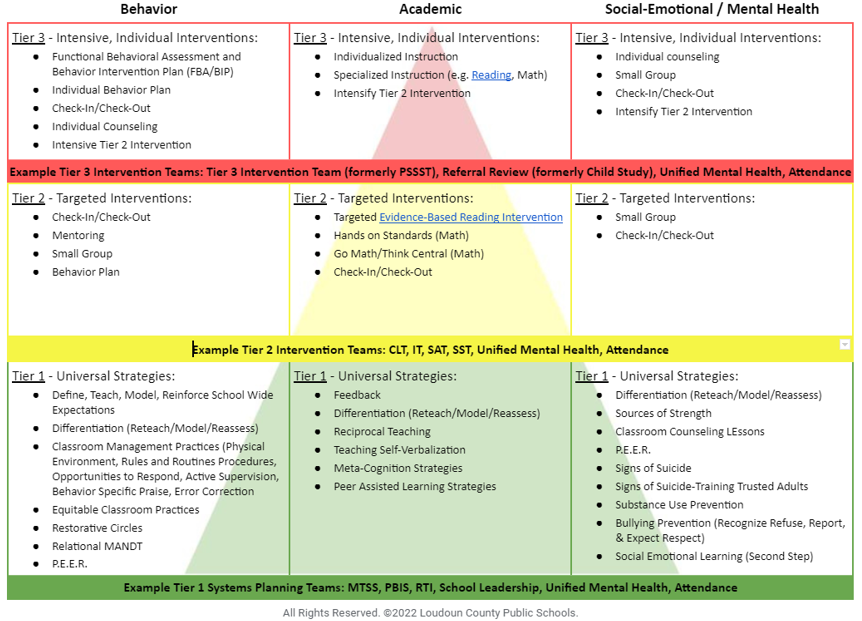 Behavior
Academic
Social-Emotional / Mental Health
Tier 3 - Intensive, Individual Interventions:
● Functional Behavioral Assessment and
Behavior Intervention Plan (FBA/BIP)
● Individual Behavior Plan
● Check-In/Check-Out
● Individual Counseling
● Intensive Tier 2 Intervention
Tier 3 - Intensive, Individual Interventions:
● Individualized Instruction
● Specialized Instruction (e.g. Reading, Math)
● Intensify Tier 2 Intervention
Tier 3 - Intensive, Individual Interventions:
● Individual counseling
● Small Group
● Check-In/Check-Out
● Intensify Tier 2 Intervention
Example Tier 3 Intervention Teams: Tier 3 Intervention Team (formerly PSSST), Referral Review (formerly Child Study), Unified Mental Health, Attendance
Tier 2 - Targeted Interventions:
● Check-In/Check-Out
● Mentoring
● Small Group
● Behavior Plan
Tier 2 - Targeted Interventions:
● Targeted Evidence-Based Reading Intervention
● Hands on Standards (Math)
● Go Math/Think Central (Math)
● Check-In/Check-Out
Tier 2 - Targeted Interventions:
● Small Group
● Check-In/Check-Out
Example Tier 2 Intervention Teams: CLT, IT, SAT, SST, Unified Mental Health, Attendance
Tier 1 - Universal Strategies:
● Define, Teach, Model, Reinforce School Wide
Expectations
● Differentiation (Reteach/Model/Reassess)
● Classroom Management Practices (Physical
Environment, Rules and Routines Procedures,
Opportunities to Respond, Active Supervision,
Behavior Specific Praise, Error Correction
● Equitable Classroom Practices
● Restorative Circles
● Relational MANDT
● P.E.E.R.
Tier 1 - Universal Strategies:
● Feedback
● Differentiation (Reteach/Model/Reassess)
● Reciprocal Teaching
● Teaching Self-Verbalization
● Meta-Cognition Strategies
● Peer Assisted Learning Strategies
Tier 1 - Universal Strategies:
● Differentiation (Reteach/Model/Reassess)
● Sources of Strength
● Classroom Counseling LEssons
● P.E.E.R.
● Signs of Suicide
● Signs of Suicide-Training Trusted Adults
● Substance Use Prevention
● Bullying Prevention (Recognize Refuse, Report,
& Expect Respect)
● Social Emotional Learning (Second Step)
Example Tier 1 Systems Planning Teams: MTSS, PBIS, RTI, School Leadership, Unified Mental Health, Attendance
All Rights Reserved. ©2022 Loudoun County Public Schools.